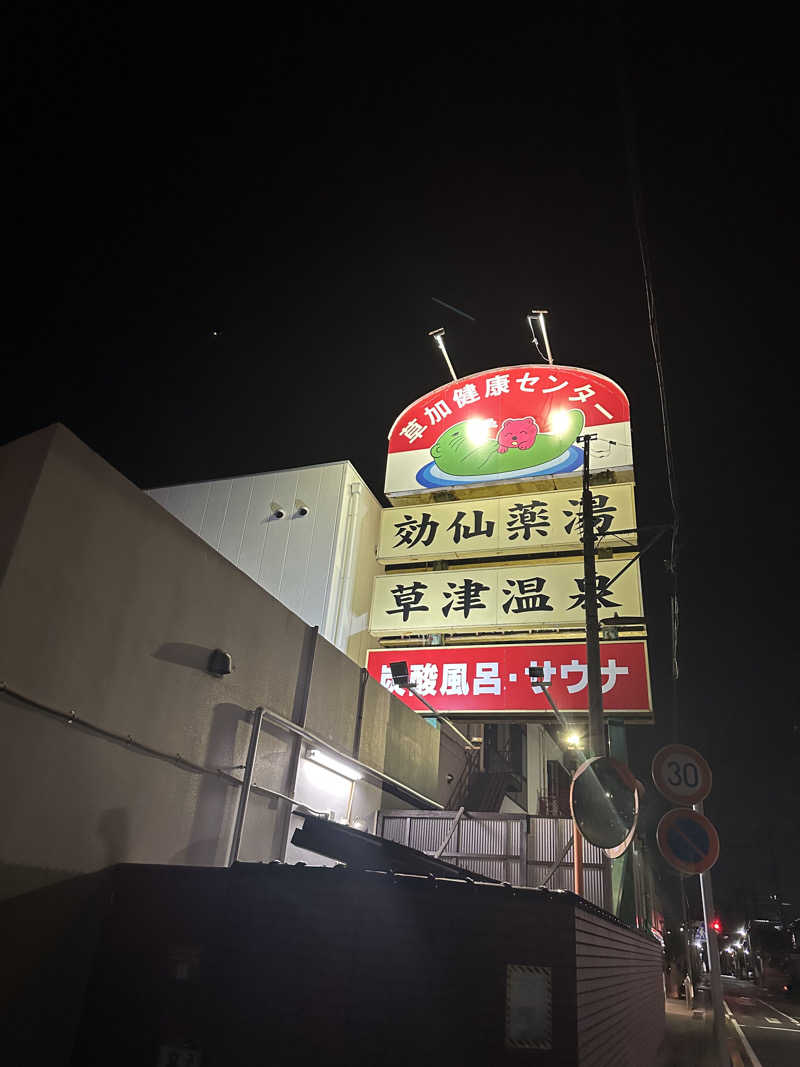 草加健康センター
効仙薬湯
草津温泉
炭酸風呂・サウナ
30